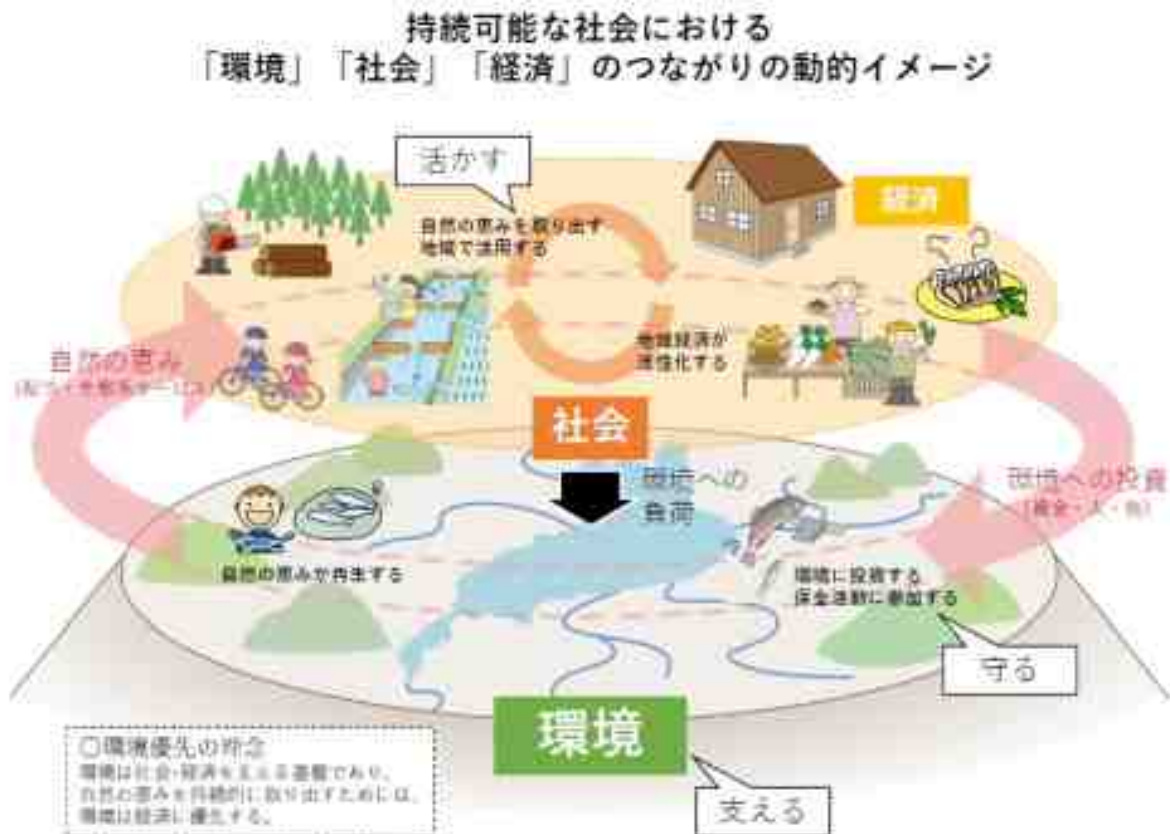 持続可能な社会における
「環境」「社会」「経済」のつながりの動的イメージ
活かす
経済
自然の恵みを取り出す
地域で活用する
自然の恵み
地域経済が
活性化する
社会
環境への
負荷
環境への投資
(資金・人・物)
自然の恵みが再生する
環境に投資する
保全活動に参加する
守る
環境
支える
○環境優先の理念
環境は社会・経済を支える基盤であり、
自然の恵みを持続的に取り出すためには、
環境は経済に優先する。